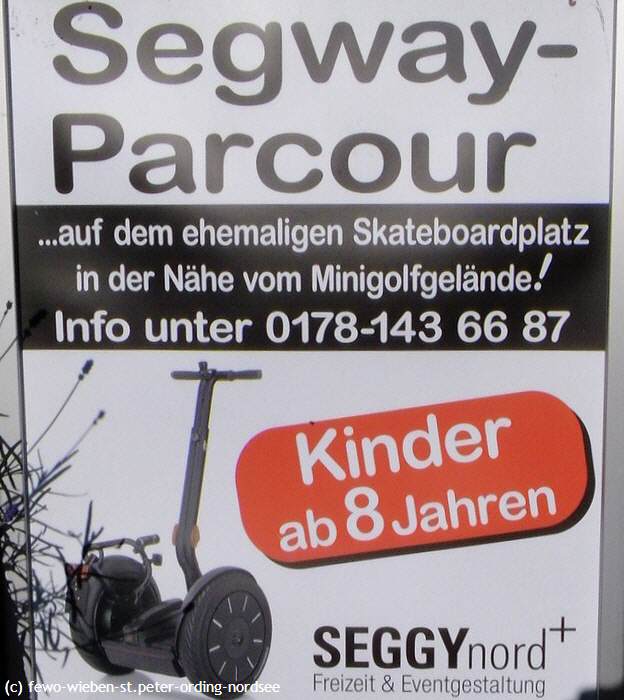 Segway-
Parcour
...auf dem ehemaligen Skateboardplatz
in der Nähe vom Minigolfgelände!
Info unter 0178-143 66 87
Kinder
ab 8 Jahren
SEGGYnord+
Freizeit & Eventgestaltung
(c) fewo-wieben-st.peter-ording-nordsee